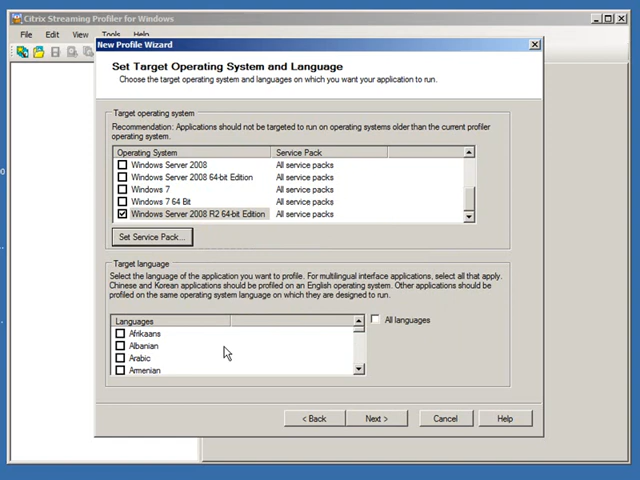 Citrix Streaming Profiler for Windows
File Edit View Tools Help
New Profile Wizard
Set Target Operating System and Language
Choose the target operating system and languages on which you want your application to run.
Target operating system
Recommendation: Applications should not be targeted to run on operating systems older than the current profiler
operating system.
Operating System Service Pack
Windows Server 2008 All service packs
Windows Server 2008 64-bit Edition All service packs
Windows 7 All service packs
Windows 7 64 Bit All service packs
Windows Server 2008 R2 64-bit Edition All service packs
Set Service Pack...
Target language
Select the language of the application you want to profile. For multilingual interface applications, select all that apply.
Chinese and Korean applications should be profiled on an English operating system. Other applications should be
profiled on the same operating system language on which they are designed to run.
Languages
All languages
Afrikaans
Albanian
Arabic
Armenian
< Back
Next >
Cancel
Help